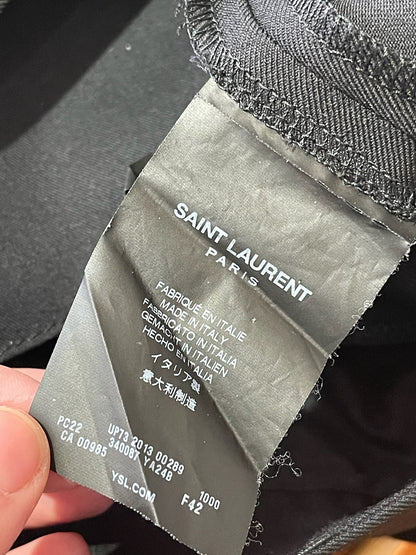 SAINT LAURENT
PARIS
FABRIQUÉ EN ITALIE
MADE IN ITALY
FABBRICATO IN ITALIA
GEMACHT IN ITALIEN
HECHO EN ITALIA
イタリア製
意大利制造
PC22 UP73 2013 00289 1000
CA 00985 340087 YA24B
YSL.COM F42